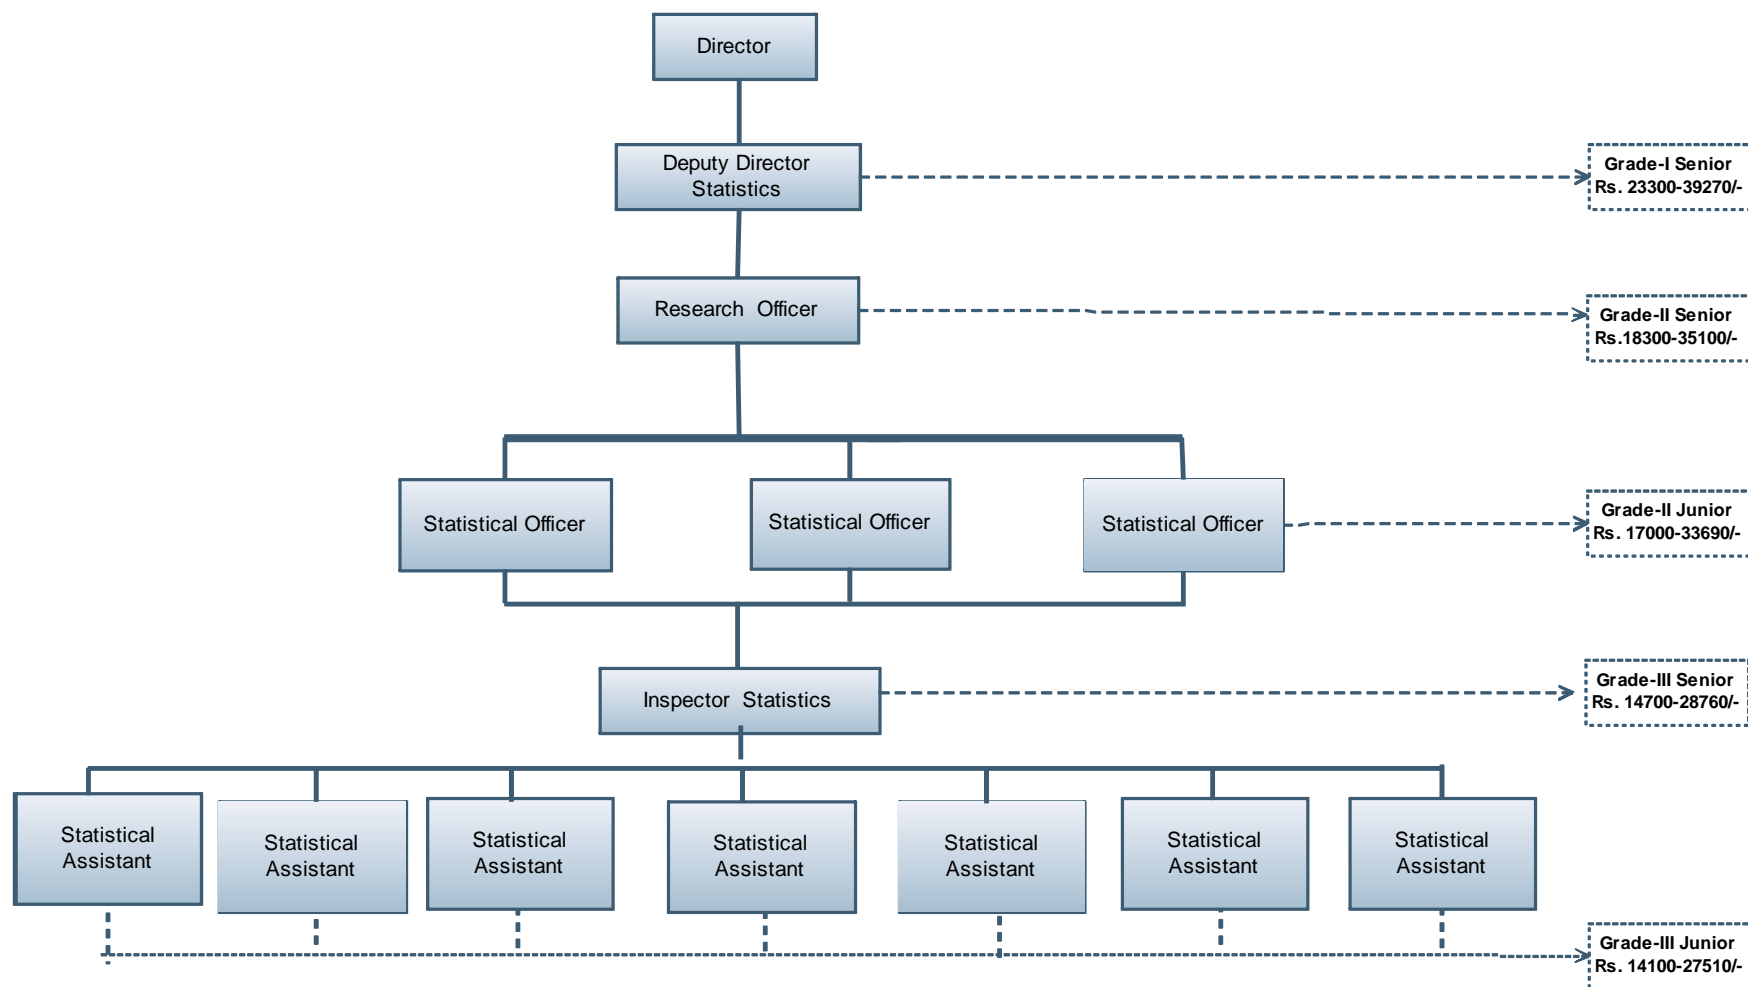 Director
Deputy Director
Statistics
Grade-I Senior
Rs. 23300-39270/-
Research Officer
Grade-II Senior
Rs.18300-35100/-
Statistical Officer
Statistical Officer
Statistical Officer
Grade-II Junior
Rs. 17000-33690/-
Inspector Statistics
Grade-III Senior
Rs. 14700-28760/-
Statistical
Assistant
Statistical
Assistant
Statistical
Assistant
Statistical
Assistant
Statistical
Assistant
Statistical
Assistant
Statistical
Assistant
Grade-III Junior
Rs. 14100-27510/-